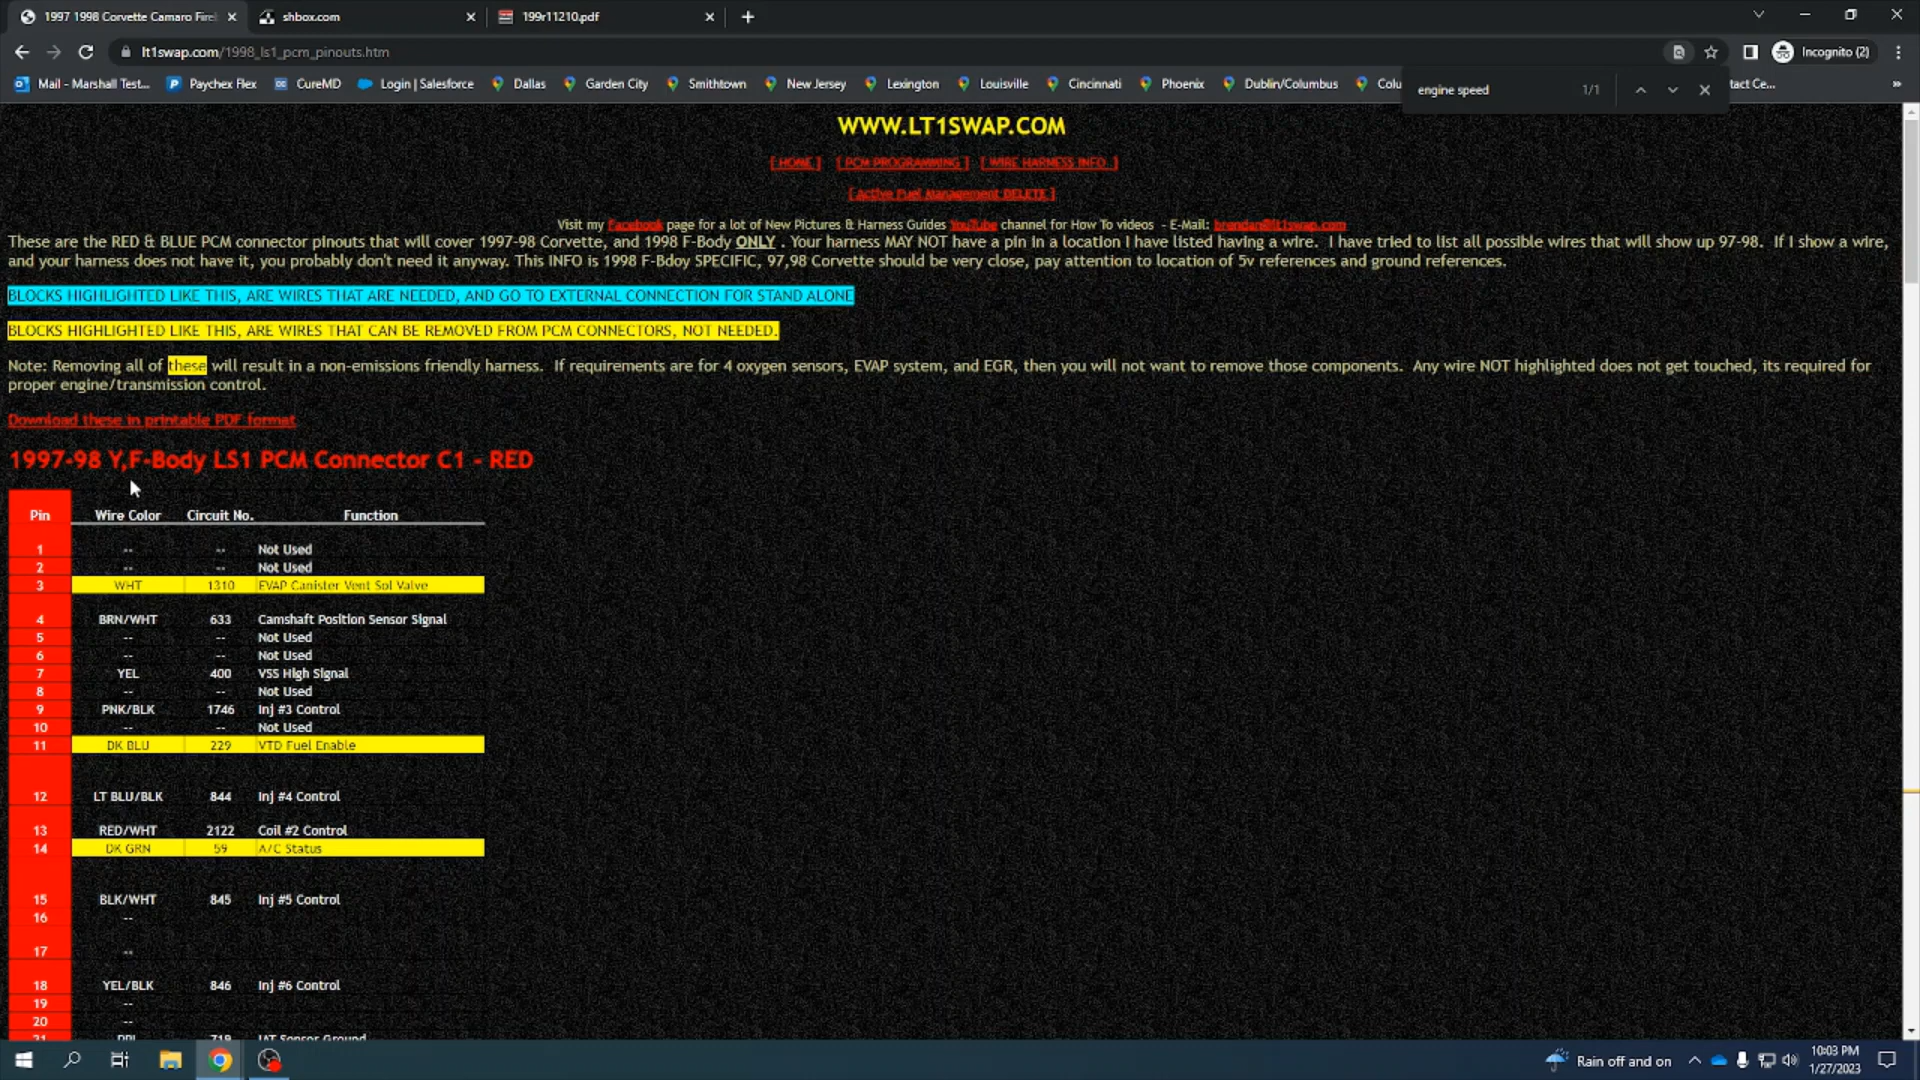 1997 1998 Corvette Camaro Fire
shbox.com
199r11210.pdf
lt1swap.com/1998_ls1_pcm_pinouts.htm
Incognito (2)
Mail - Marshall Test...
Paychex Flex
CureMD
Login | Salesforce
Dallas
Garden City
Smithtown
New Jersey
Lexington
Louisville
Cincinnati
Phoenix
Dublin/Columbus
Colu
tact Ce...
engine speed
1/1
WWW.LT1SWAP.COM
[ HOME ] [ PCM PROGRAMMING ] [ WIRE HARNESS INFO. ]
[ Active Fuel Management DELETE ]
Visit my Facebook page for a lot of New Pictures & Harness Guides YouTube channel for How To videos - E-Mail: brendan@lt1swap.com
These are the RED & BLUE PCM connector pinouts that will cover 1997-98 Corvette, and 1998 F-Body ONLY . Your harness MAY NOT have a pin in a location I have listed having a wire. I have tried to list all possible wires that will show up 97-98. If I show a wire,
and your harness does not have it, you probably don't need it anyway. This INFO is 1998 F-Bdoy SPECIFIC, 97,98 Corvette should be very close, pay attention to location of 5v references and ground references.
BLOCKS HIGHLIGHTED LIKE THIS, ARE WIRES THAT ARE NEEDED, AND GO TO EXTERNAL CONNECTION FOR STAND ALONE
BLOCKS HIGHLIGHTED LIKE THIS, ARE WIRES THAT CAN BE REMOVED FROM PCM CONNECTORS, NOT NEEDED.
Note: Removing all of these will result in a non-emissions friendly harness. If requirements are for 4 oxygen sensors, EVAP system, and EGR, then you will not want to remove those components. Any wire NOT highlighted does not get touched, its required for
proper engine/transmission control.
Download these in printable PDF format
1997-98 Y,F-Body LS1 PCM Connector C1 - RED
Pin Wire Color Circuit No. Function
1 -- -- Not Used
2 -- -- Not Used
3 WHT 1310 EVAP Canister Vent Sol Valve
4 BRN/WHT 633 Camshaft Position Sensor Signal
5 -- -- Not Used
6 -- -- Not Used
7 YEL 400 VSS High Signal
8 -- -- Not Used
9 PNK/BLK 1746 Inj #3 Control
10 -- -- Not Used
11 DK BLU 229 VTD Fuel Enable
12 LT BLU/BLK 844 Inj #4 Control
13 RED/WHT 2122 Coil #2 Control
14 DK GRN 59 A/C Status
15 BLK/WHT 845 Inj #5 Control
16 --
17 --
18 YEL/BLK 846 Inj #6 Control
19 --
20 --
21 PPL 719 IAT Sensor Ground
Rain off and on
10:03 PM
1/27/2023